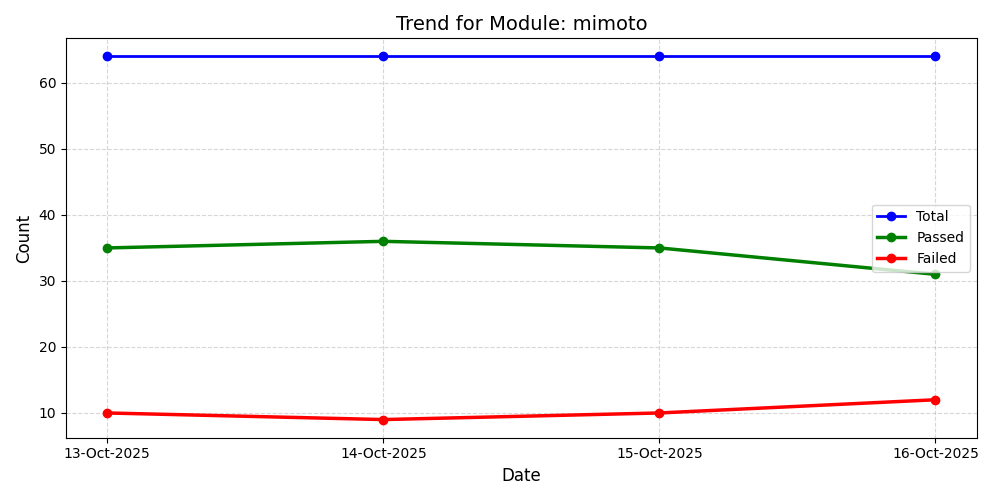 Trend for Module: mimoto
Count
60
50
40
30
20
10
Total
Passed
Failed
13-Oct-2025
14-Oct-2025
15-Oct-2025
16-Oct-2025
Date